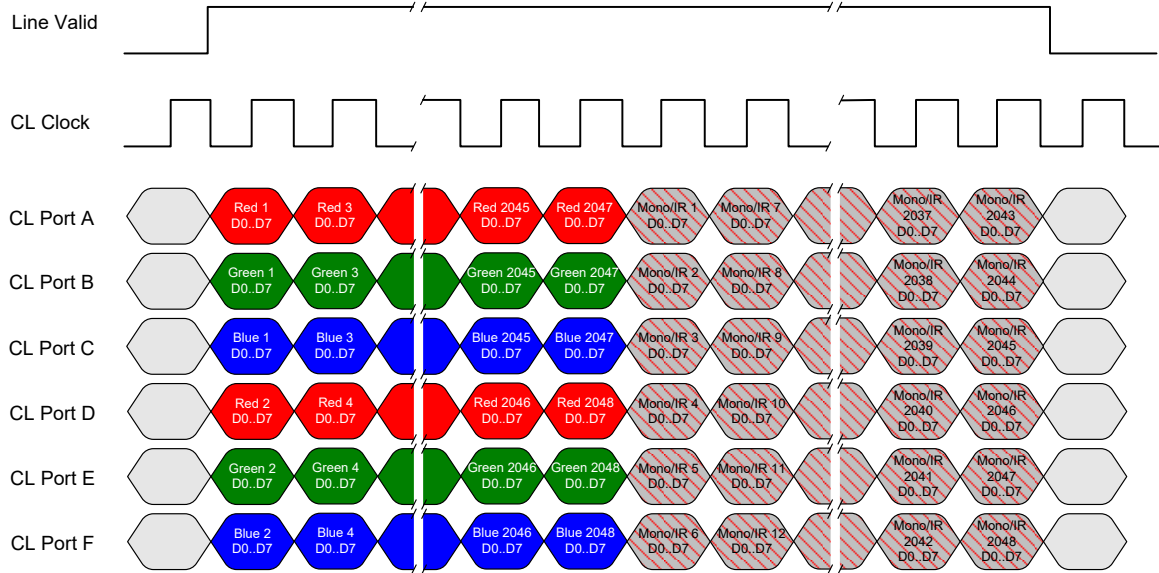 Line Valid
CL Clock
CL Port A
Red 1
D0..D7
Red 3
D0..D7
Red 2045
D0..D7
Red 2047
D0..D7
Mono/IR 1
D0..D7
Mono/IR 7
D0..D7
Mono/IR
2037
D0..D7
Mono/IR
2043
D0..D7
CL Port B
Green 1
D0..D7
Green 3
D0..D7
Green 2045
D0..D7
Green 2047
D0..D7
Mono/IR 2
D0..D7
Mono/IR 8
D0..D7
Mono/IR
2038
D0..D7
Mono/IR
2044
D0..D7
CL Port C
Blue 1
D0..D7
Blue 3
D0..D7
Blue 2045
D0..D7
Blue 2047
D0..D7
Mono/IR 3
D0..D7
Mono/IR 9
D0..D7
Mono/IR
2039
D0..D7
Mono/IR
2045
D0..D7
CL Port D
Red 2
D0..D7
Red 4
D0..D7
Red 2046
D0..D7
Red 2048
D0..D7
Mono/IR 4
D0..D7
Mono/IR 10
D0..D7
Mono/IR
2040
D0..D7
Mono/IR
2046
D0..D7
CL Port E
Green 2
D0..D7
Green 4
D0..D7
Green 2046
D0..D7
Green 2048
D0..D7
Mono/IR 5
D0..D7
Mono/IR 11
D0..D7
Mono/IR
2041
D0..D7
Mono/IR
2047
D0..D7
CL Port F
Blue 2
D0..D7
Blue 4
D0..D7
Blue 2046
D0..D7
Blue 2048
D0..D7
Mono/IR 6
D0..D7
Mono/IR 12
D0..D7
Mono/IR
2042
D0..D7
Mono/IR
2048
D0..D7